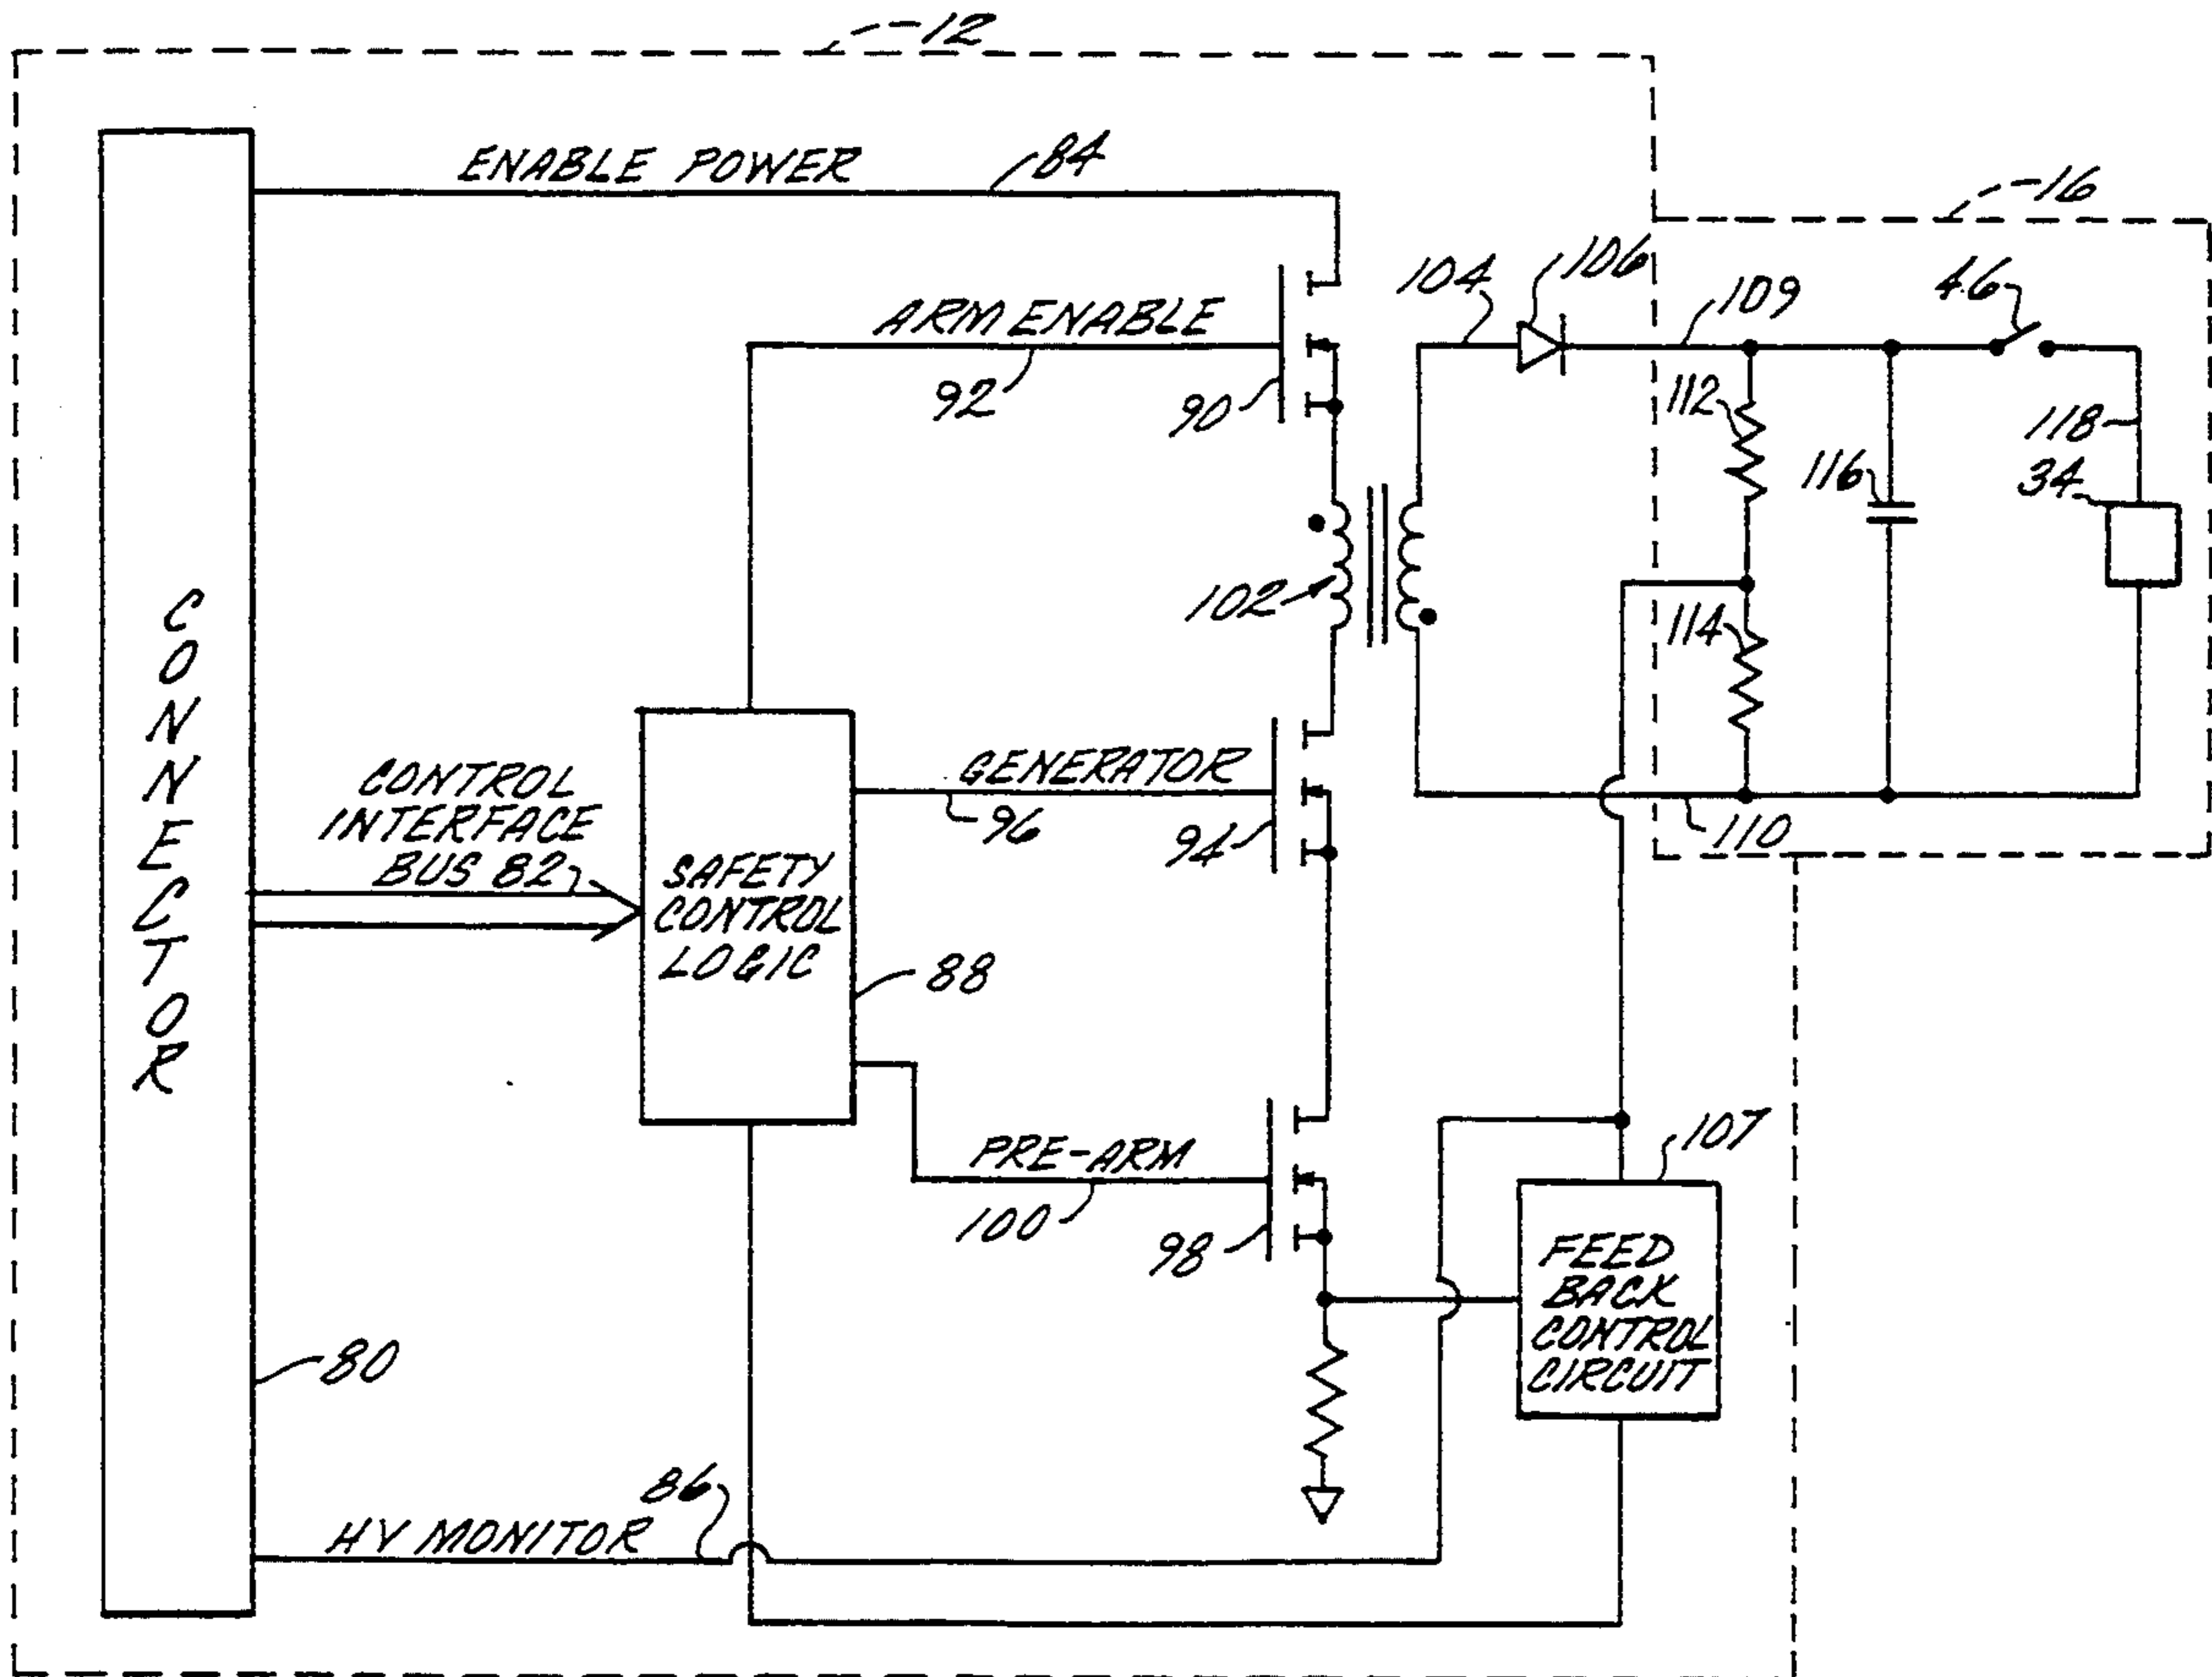 12
ENABLE POWER
84
16
104
106
109
46
ARM ENABLE
92
90
112
118
116
34
102
114
CONNECTOR
CONTROL
INTERFACE
BUS 82
GENERATOR
96
94
110
SAFETY
CONTROL
LOGIC
88
PRE-ARM
100
98
107
FEED
BACK
CONTROL
CIRCUIT
80
86
HV MONITOR